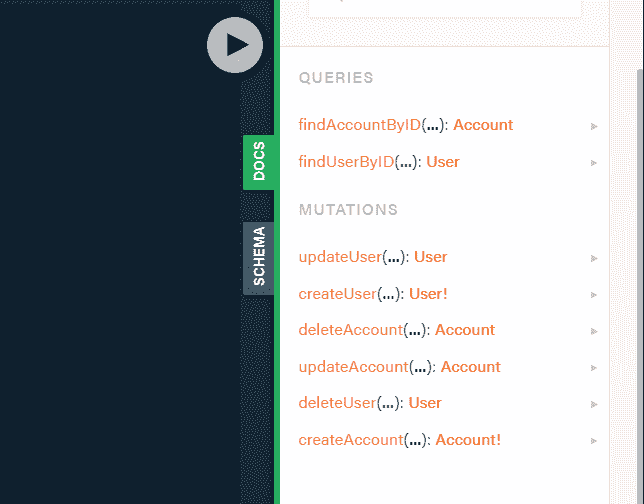 QUERIES
findAccountByID(...): Account
DOCS
findUserByID(...): User
MUTATIONS
SCHEMA
updateUser(...): User
createUser(...): User!
deleteAccount(...): Account
updateAccount(...): Account
deleteUser(...): User
createAccount(...): Account!